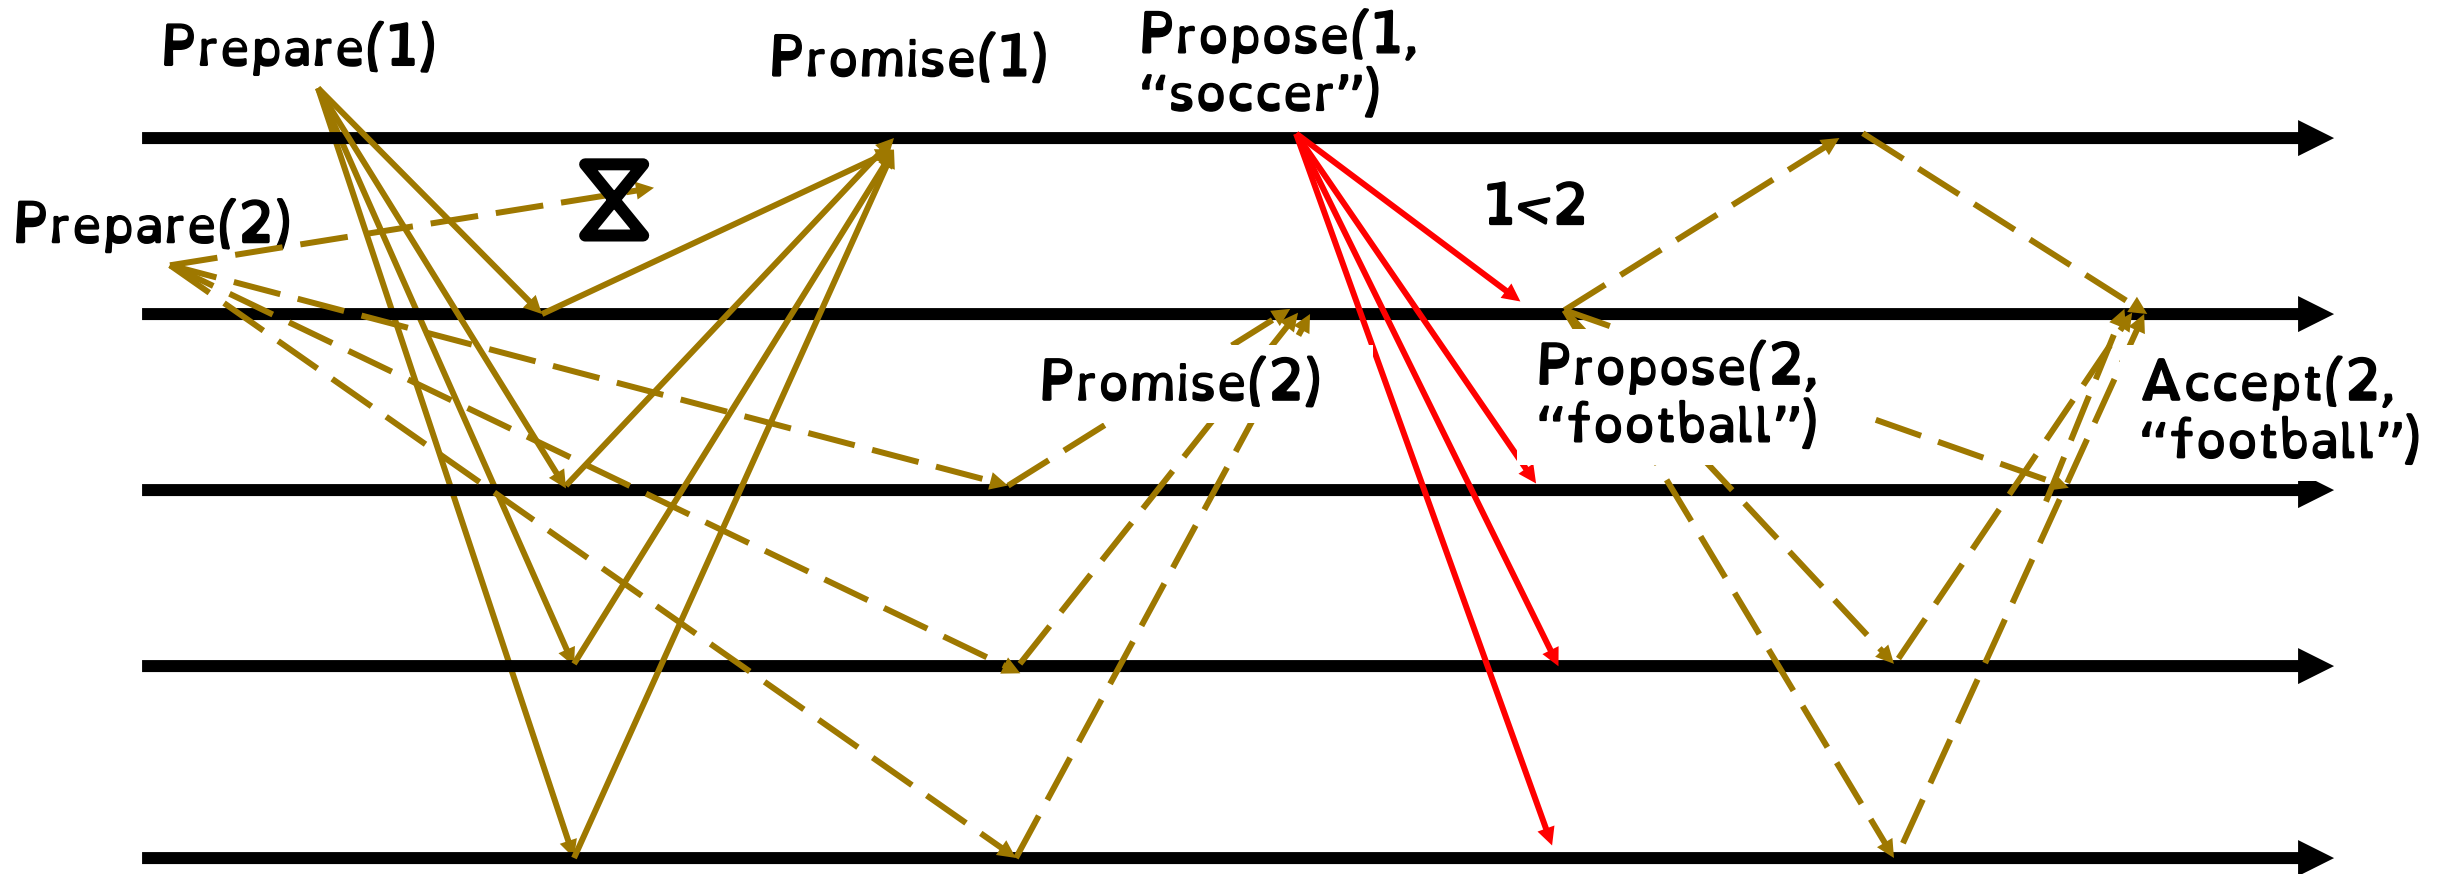 Prepare(1)
Promise(1)
Propose(1,
“soccer”)
Prepare(2)
1<2
Promise(2)
Propose(2,
“football”)
Accept(2,
“football”)